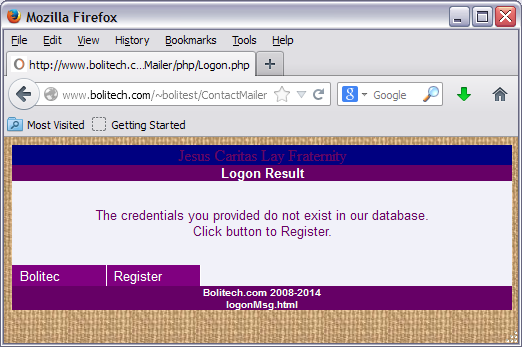 Mozilla Firefox
File Edit View History Bookmarks Tools Help
http://www.bolitech.c...Mailer/php/Logon.php
www.bolitech.com/~bolitest/ContactMailer
Google
Most Visited Getting Started
Jesus Caritas Lay Fraternity
Logon Result
The credentials you provided do not exist in our database.
Click button to Register.
Bolitec Register
Bolitech.com 2008-2014
logonMsg.html